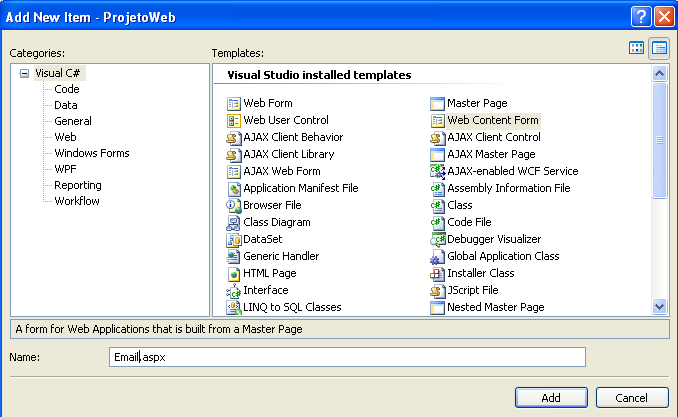 Add New Item - ProjetoWeb
Categories:
Templates:
Visual C#
Code
Data
General
Web
Windows Forms
WPF
Reporting
Workflow
Visual Studio installed templates
Web Form
Master Page
Web User Control
Web Content Form
AJAX Client Behavior
AJAX Client Control
AJAX Client Library
AJAX Master Page
AJAX Web Form
AJAX-enabled WCF Service
Application Manifest File
Assembly Information File
Browser File
Class
Class Diagram
Code File
DataSet
Debugger Visualizer
Generic Handler
Global Application Class
HTML Page
Installer Class
Interface
JScript File
LINQ to SQL Classes
Nested Master Page
A form for Web Applications that is built from a Master Page
Name:
Email.aspx
Add
Cancel